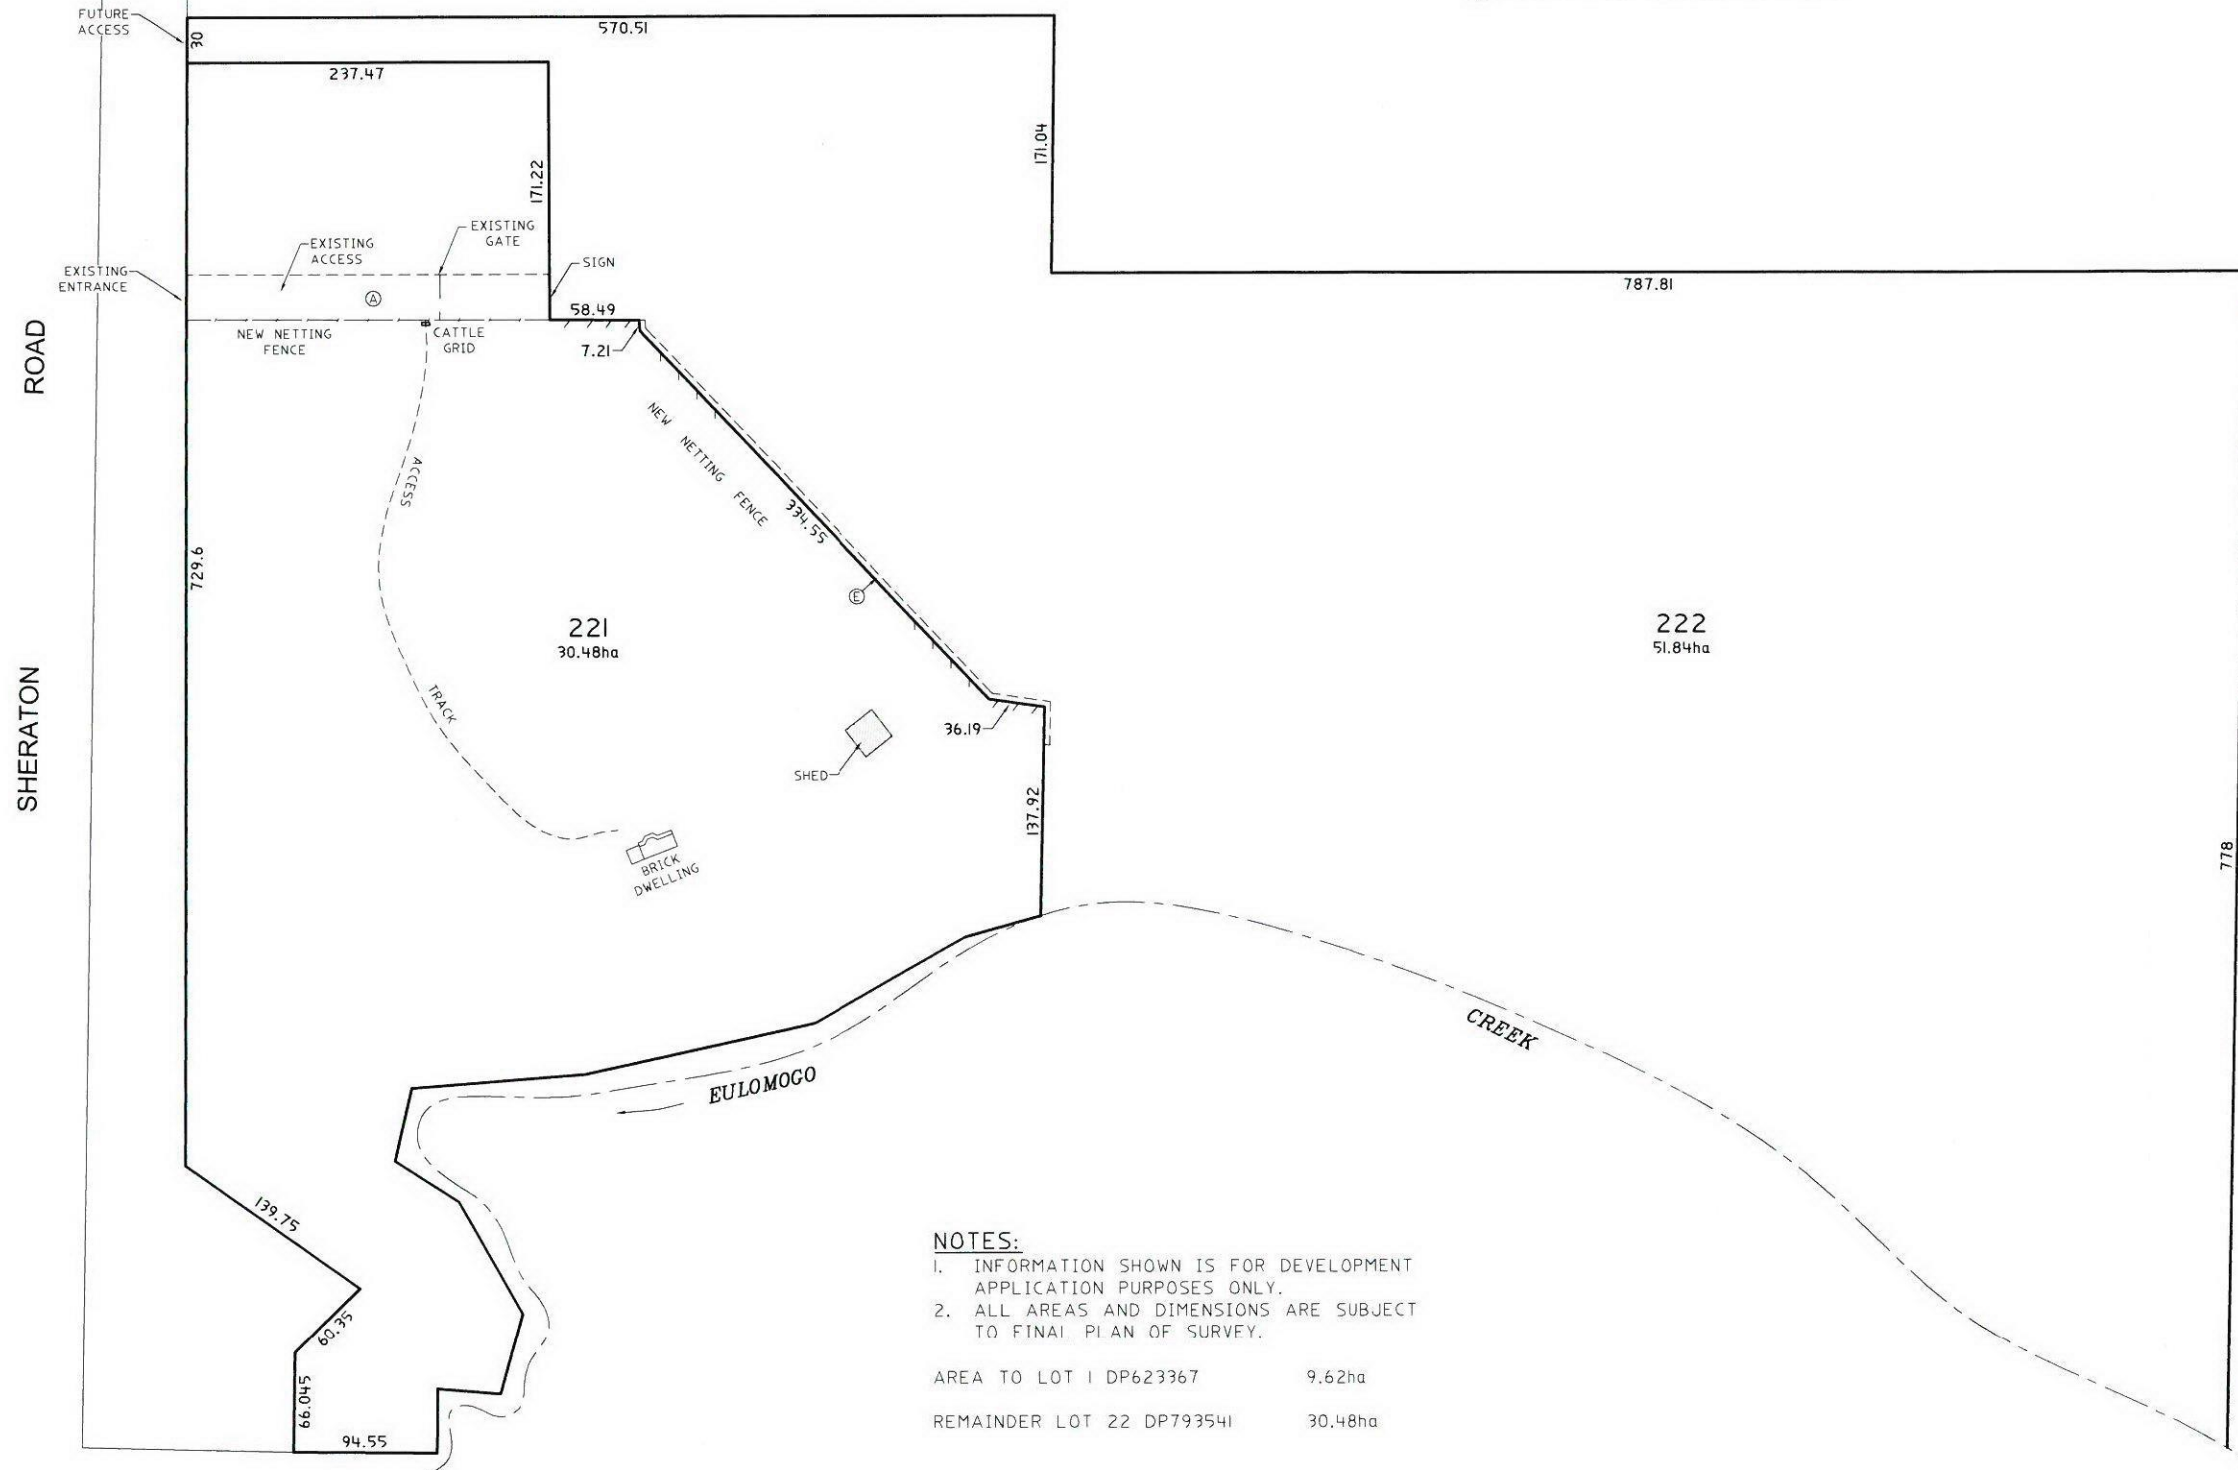 FUTURE
ACCESS
30
570.51
237.47
171.04
171.22
EXISTING
GATE
EXISTING
ACCESS
SIGN
EXISTING
ENTRANCE
787.81
A
58.49
NEW NETTING
FENCE
CATTLE
GRID
7.21
ROAD
NEW NETTING FENCE
ACCESS
334.55
729.6
E
221
30.48ha
222
51.84ha
TRACK
SHERATON
36.19
SHED
137.92
BRICK
DWELLING
778
CREEK
EULOMOGO
139.75
60.35
66.045
94.55
NOTES:
1. INFORMATION SHOWN IS FOR DEVELOPMENT
APPLICATION PURPOSES ONLY.
2. ALL AREAS AND DIMENSIONS ARE SUBJECT
TO FINAL PLAN OF SURVEY.
AREA TO LOT 1 DP623367 9.62ha
REMAINDER LOT 22 DP793541 30.48ha